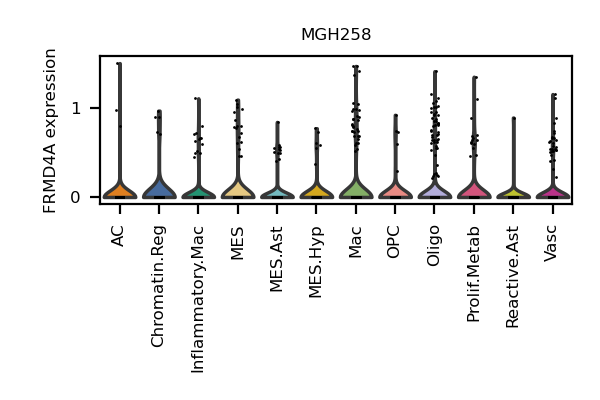 MGH258
FRMD4A expression
1
0
AC
Chromatin.Reg
Inflammatory.Mac
MES
MES.Ast
MES.Hyp
Mac
OPC
Oligo
Prolif.Metab
Reactive.Ast
Vasc